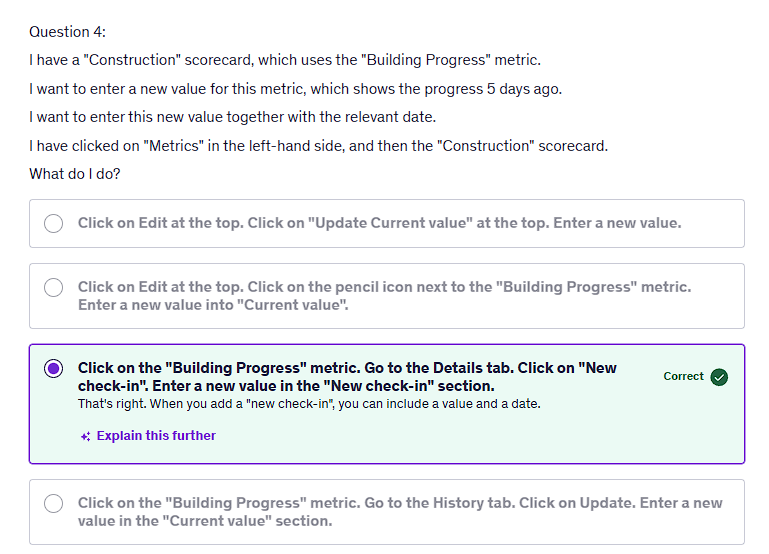 Question 4:
I have a "Construction" scorecard, which uses the "Building Progress" metric.
I want to enter a new value for this metric, which shows the progress 5 days ago.
I want to enter this new value together with the relevant date.
I have clicked on "Metrics" in the left-hand side, and then the "Construction" scorecard.
What do I do?
Click on Edit at the top. Click on "Update Current value" at the top. Enter a new value.
Click on Edit at the top. Click on the pencil icon next to the "Building Progress" metric.
Enter a new value into "Current value".
Click on the "Building Progress" metric. Go to the Details tab. Click on "New
check-in". Enter a new value in the "New check-in" section.
Correct
That's right. When you add a "new check-in", you can include a value and a date.
Explain this further
Click on the "Building Progress" metric. Go to the History tab. Click on Update. Enter a new
value in the "Current value" section.